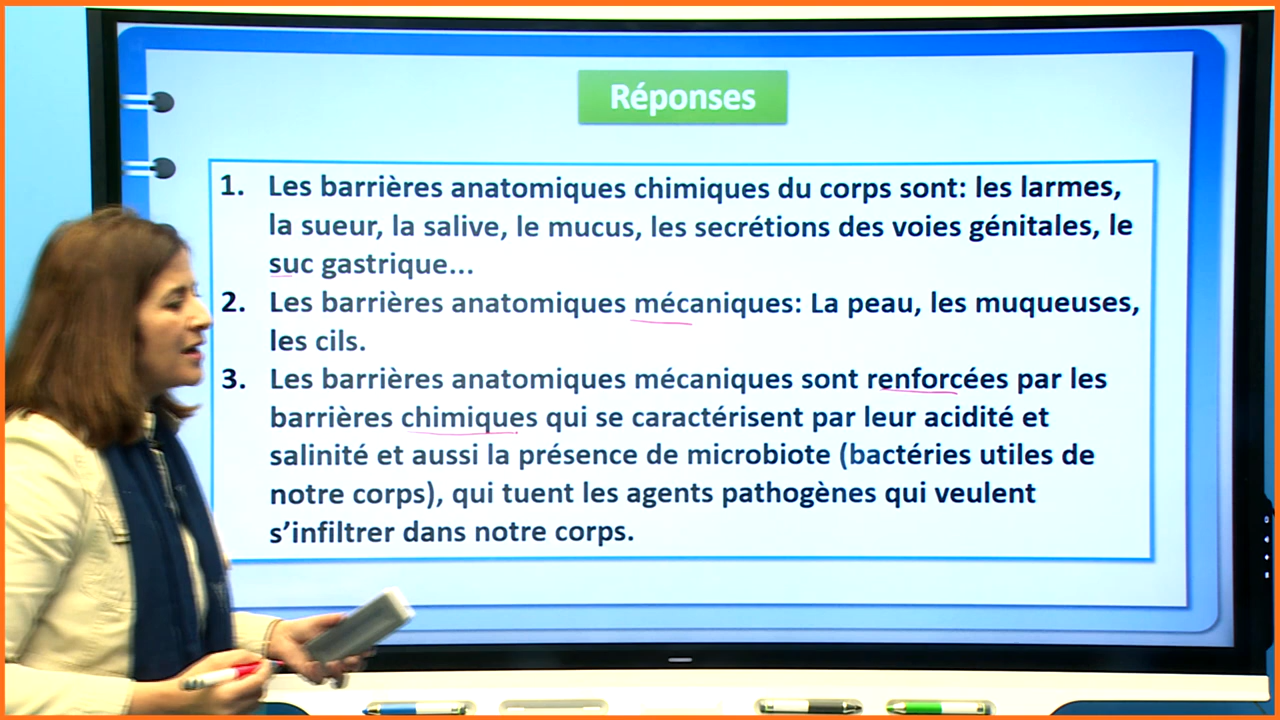 Réponses
1. Les barrières anatomiques chimiques du corps sont: les larmes,
la sueur, la salive, le mucus, les secrétions des voies génitales, le
suc gastrique...
2. Les barrières anatomiques mécaniques: La peau, les muqueuses,
les cils.
3. Les barrières anatomiques mécaniques sont renforcées par les
barrières chimiques qui se caractérisent par leur acidité et
salinité et aussi la présence de microbiote (bactéries utiles de
notre corps), qui tuent les agents pathogènes qui veulent
s’infiltrer dans notre corps.